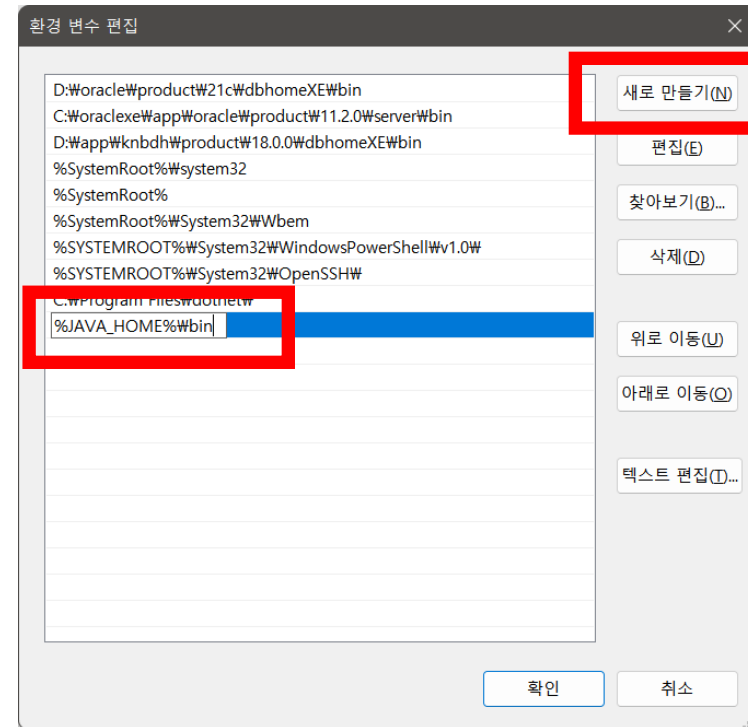 환경 변수 편집
D:₩oracle₩product₩21c₩dbhomeXE₩bin
C:₩oraclexe₩app₩oracle₩product₩11.2.0₩server₩bin
D:₩app₩knbdh₩product₩18.0.0₩dbhomeXE₩bin
%SystemRoot%₩system32
%SystemRoot%
%SystemRoot%₩System32₩Wbem
%SYSTEMROOT%₩System32₩WindowsPowerShell₩v1.0₩
%SYSTEMROOT%₩System32₩OpenSSH₩
C:₩Program Files₩dotnet₩
%JAVA_HOME%₩bin
새로 만들기(N)
편집(E)
찾아보기(B)...
삭제(D)
위로 이동(U)
아래로 이동(O)
텍스트 편집(T)...
확인
취소